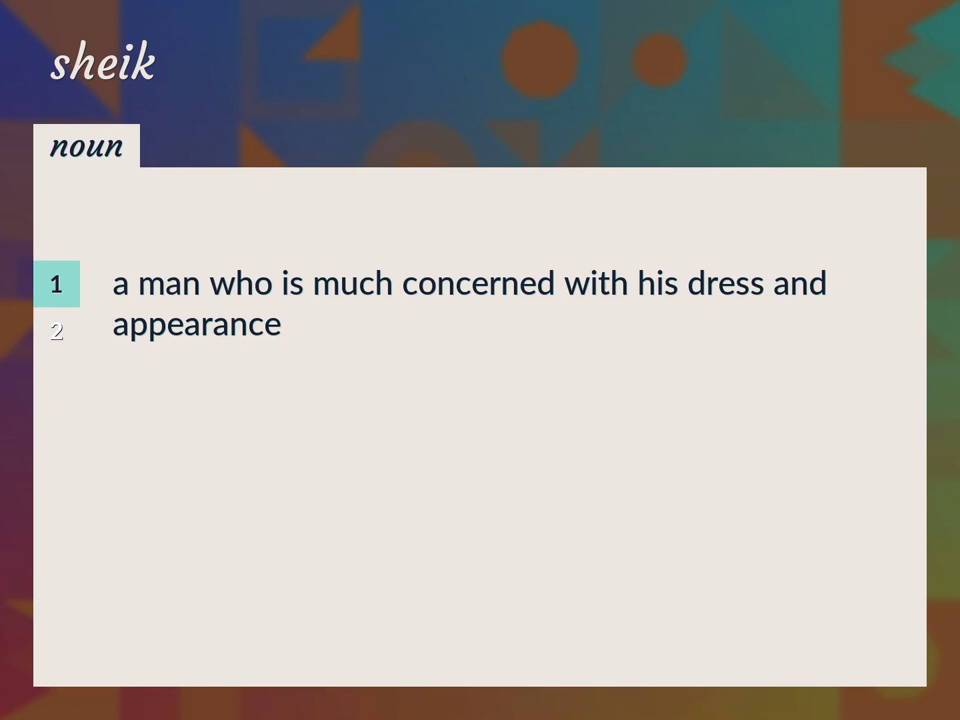 sheik
noun
1
a man who is much concerned with his dress and
appearance
2